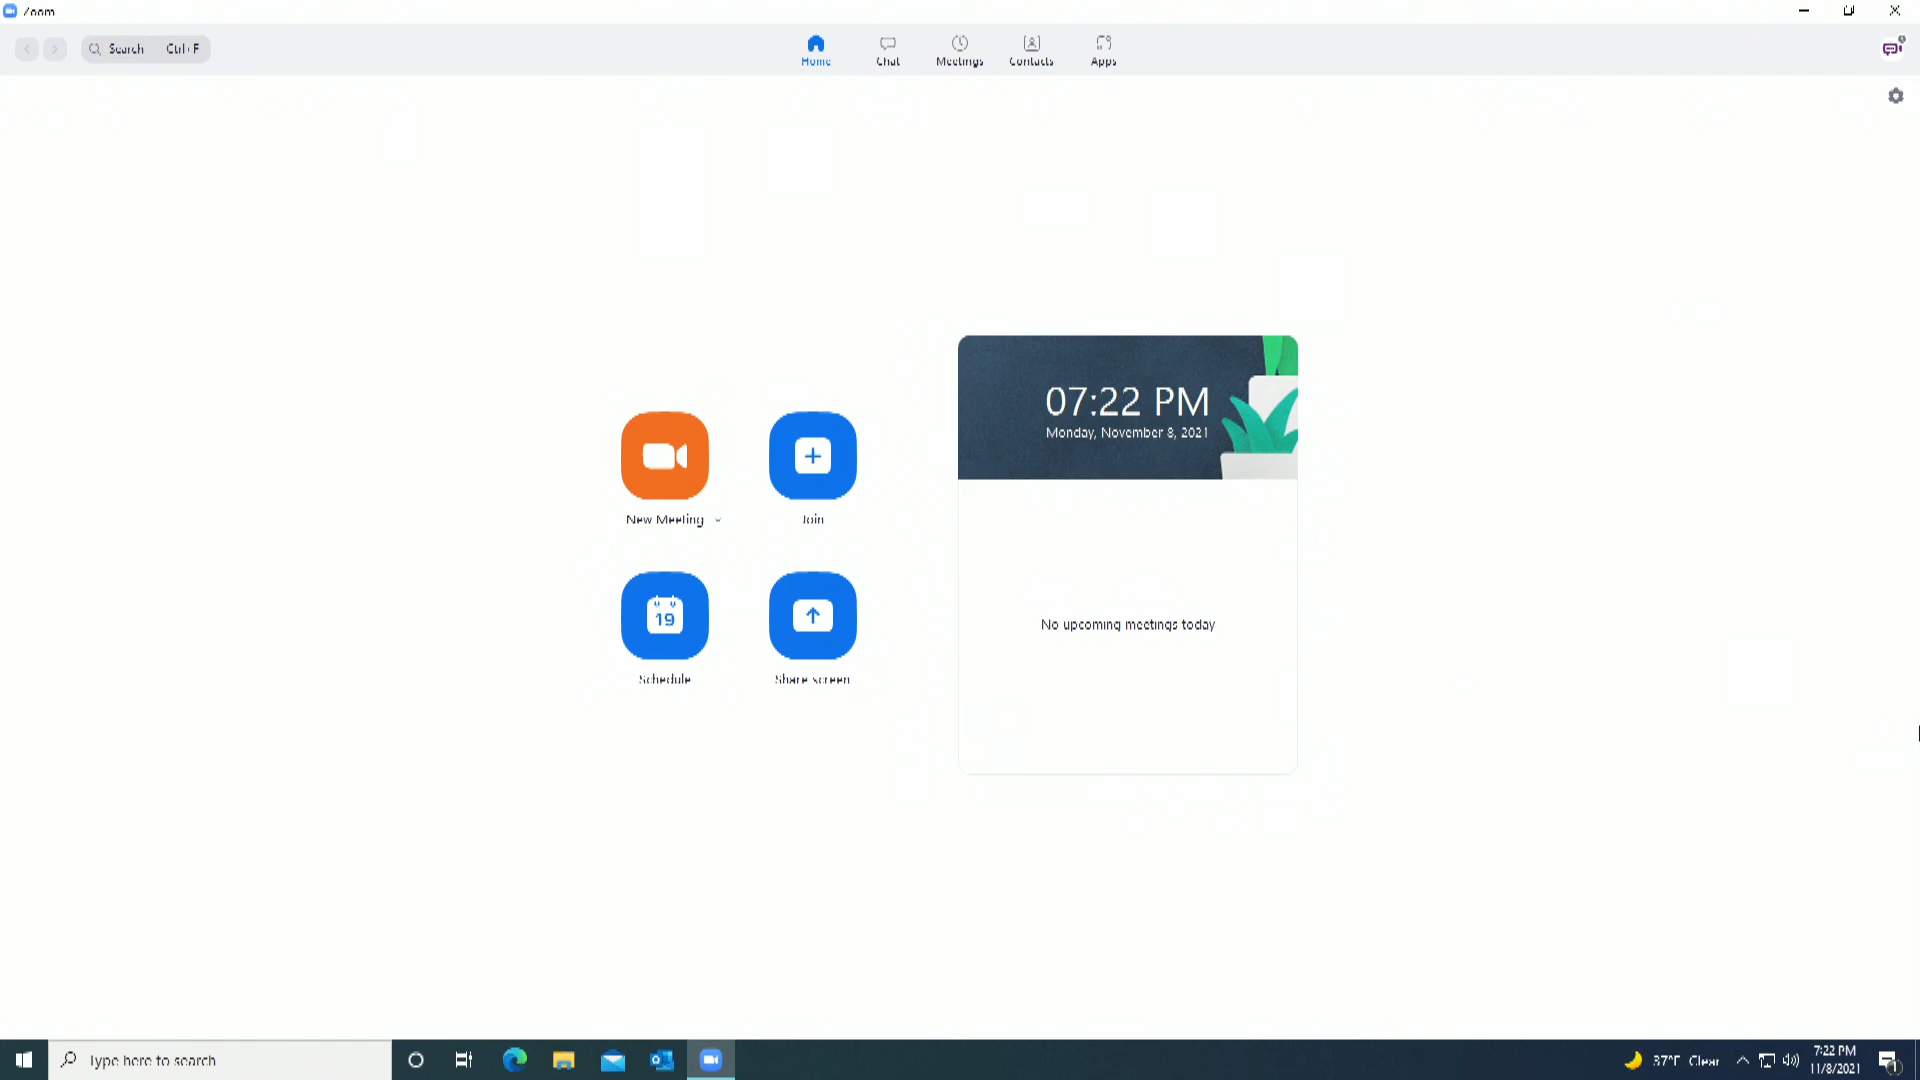 Zoom
Search Ctrl+F
Home
Chat
Meetings
Contacts
Apps
07:22 PM
Monday, November 8, 2021
New Meeting
Join
19
Schedule
Share screen
No upcoming meetings today
Type here to search
37°F Clear
7:22 PM
11/8/2021
1